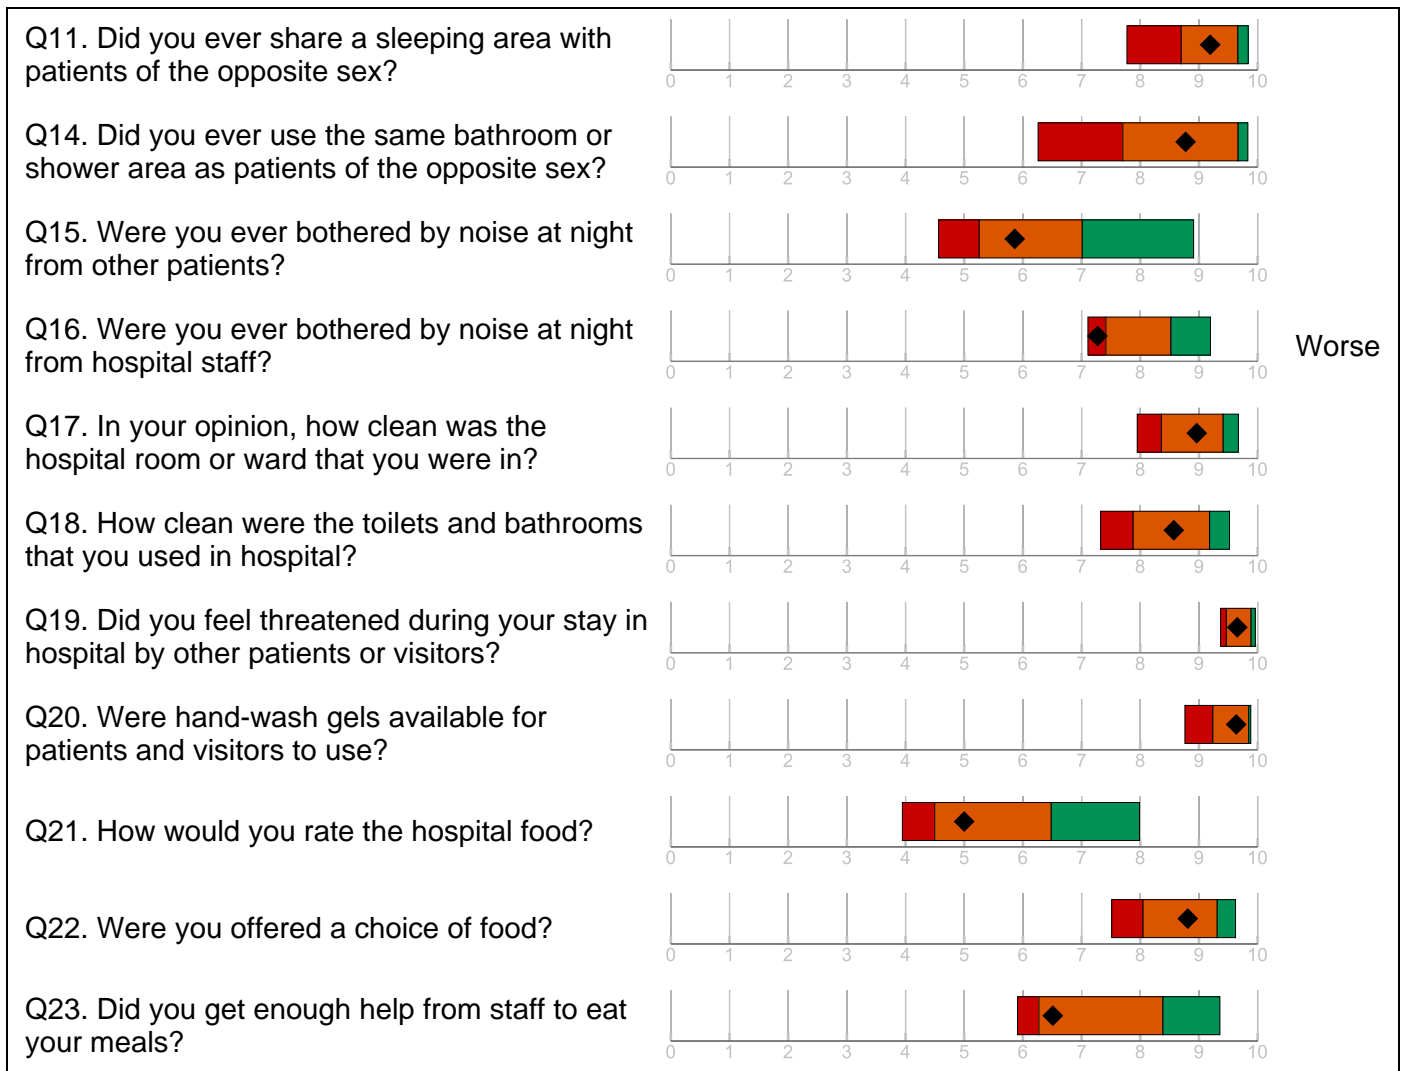 Q11. Did you ever share a sleeping area with
patients of the opposite sex?
0 1 2 3 4 5 6 7 8 9 10
Q14. Did you ever use the same bathroom or
shower area as patients of the opposite sex?
0 1 2 3 4 5 6 7 8 9 10
Q15. Were you ever bothered by noise at night
from other patients?
0 1 2 3 4 5 6 7 8 9 10
Q16. Were you ever bothered by noise at night
from hospital staff?
Worse
0 1 2 3 4 5 6 7 8 9 10
Q17. In your opinion, how clean was the
hospital room or ward that you were in?
0 1 2 3 4 5 6 7 8 9 10
Q18. How clean were the toilets and bathrooms
that you used in hospital?
0 1 2 3 4 5 6 7 8 9 10
Q19. Did you feel threatened during your stay in
hospital by other patients or visitors?
0 1 2 3 4 5 6 7 8 9 10
Q20. Were hand-wash gels available for
patients and visitors to use?
0 1 2 3 4 5 6 7 8 9 10
Q21. How would you rate the hospital food?
0 1 2 3 4 5 6 7 8 9 10
Q22. Were you offered a choice of food?
0 1 2 3 4 5 6 7 8 9 10
Q23. Did you get enough help from staff to eat
your meals?
0 1 2 3 4 5 6 7 8 9 10